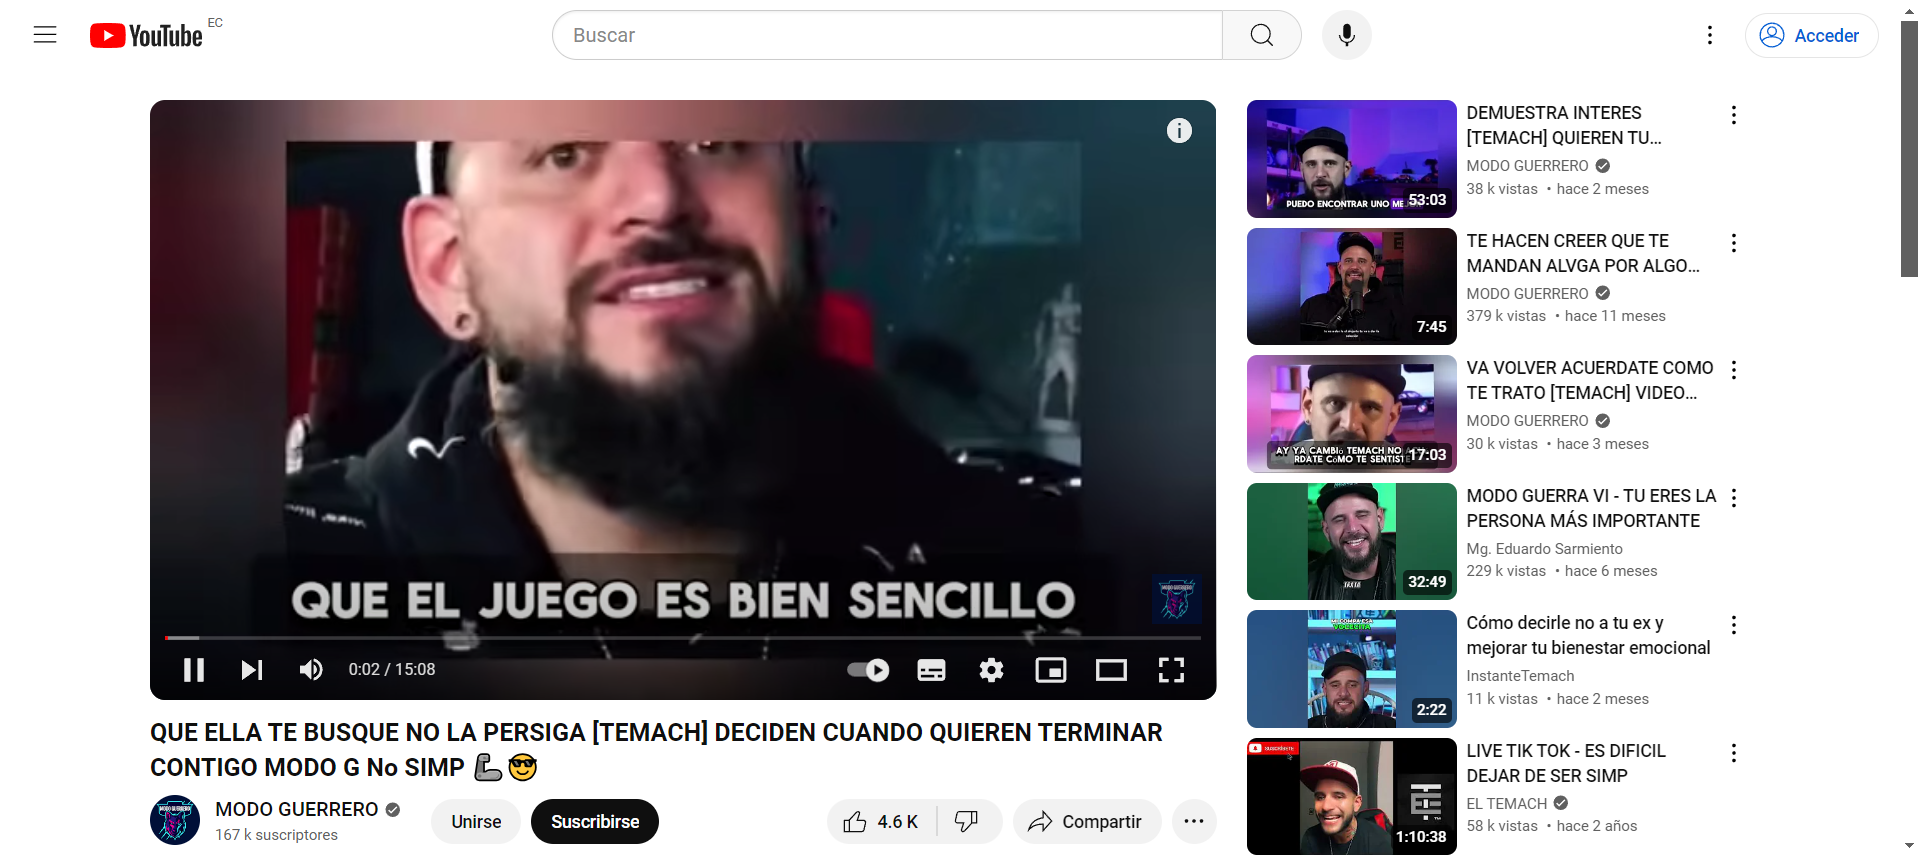 YouTube
EC
Buscar
Acceder
QUE EL JUEGO ES BIEN SENCILLO
MODO GUERRERO
0:02 / 15:08
QUE ELLA TE BUSQUE NO LA PERSIGA [TEMACH] DECIDEN CUANDO QUIEREN TERMINAR
CONTIGO MODO G No SIMP
MODO GUERRERO
167 k suscriptores
Unirse
Suscribirse
4.6 K
Compartir
PUEDO ENCONTRAR UNO
53:03
DEMUESTRA INTERES
[TEMACH] QUIEREN TU...
MODO GUERRERO
38 k vistas • hace 2 meses
7:45
TE HACEN CREER QUE TE
MANDAN ALVGA POR ALGO...
MODO GUERRERO
379 k vistas • hace 11 meses
AY YA CAMBIó TEMACH NO
RDATE CóMO TE SENTISTE
17:03
VA VOLVER ACUERDATE COMO
TE TRATO [TEMACH] VIDEO...
MODO GUERRERO
30 k vistas • hace 3 meses
TRATA
32:49
MODO GUERRA VI - TU ERES LA
PERSONA MÁS IMPORTANTE
Mg. Eduardo Sarmiento
229 k vistas • hace 6 meses
2:22
Cómo decirle no a tu ex y
mejorar tu bienestar emocional
InstanteTemach
11 k vistas • hace 2 meses
SUSCRÍBETE
1:10:38
LIVE TIK TOK - ES DIFICIL
DEJAR DE SER SIMP
EL TEMACH
58 k vistas • hace 2 años